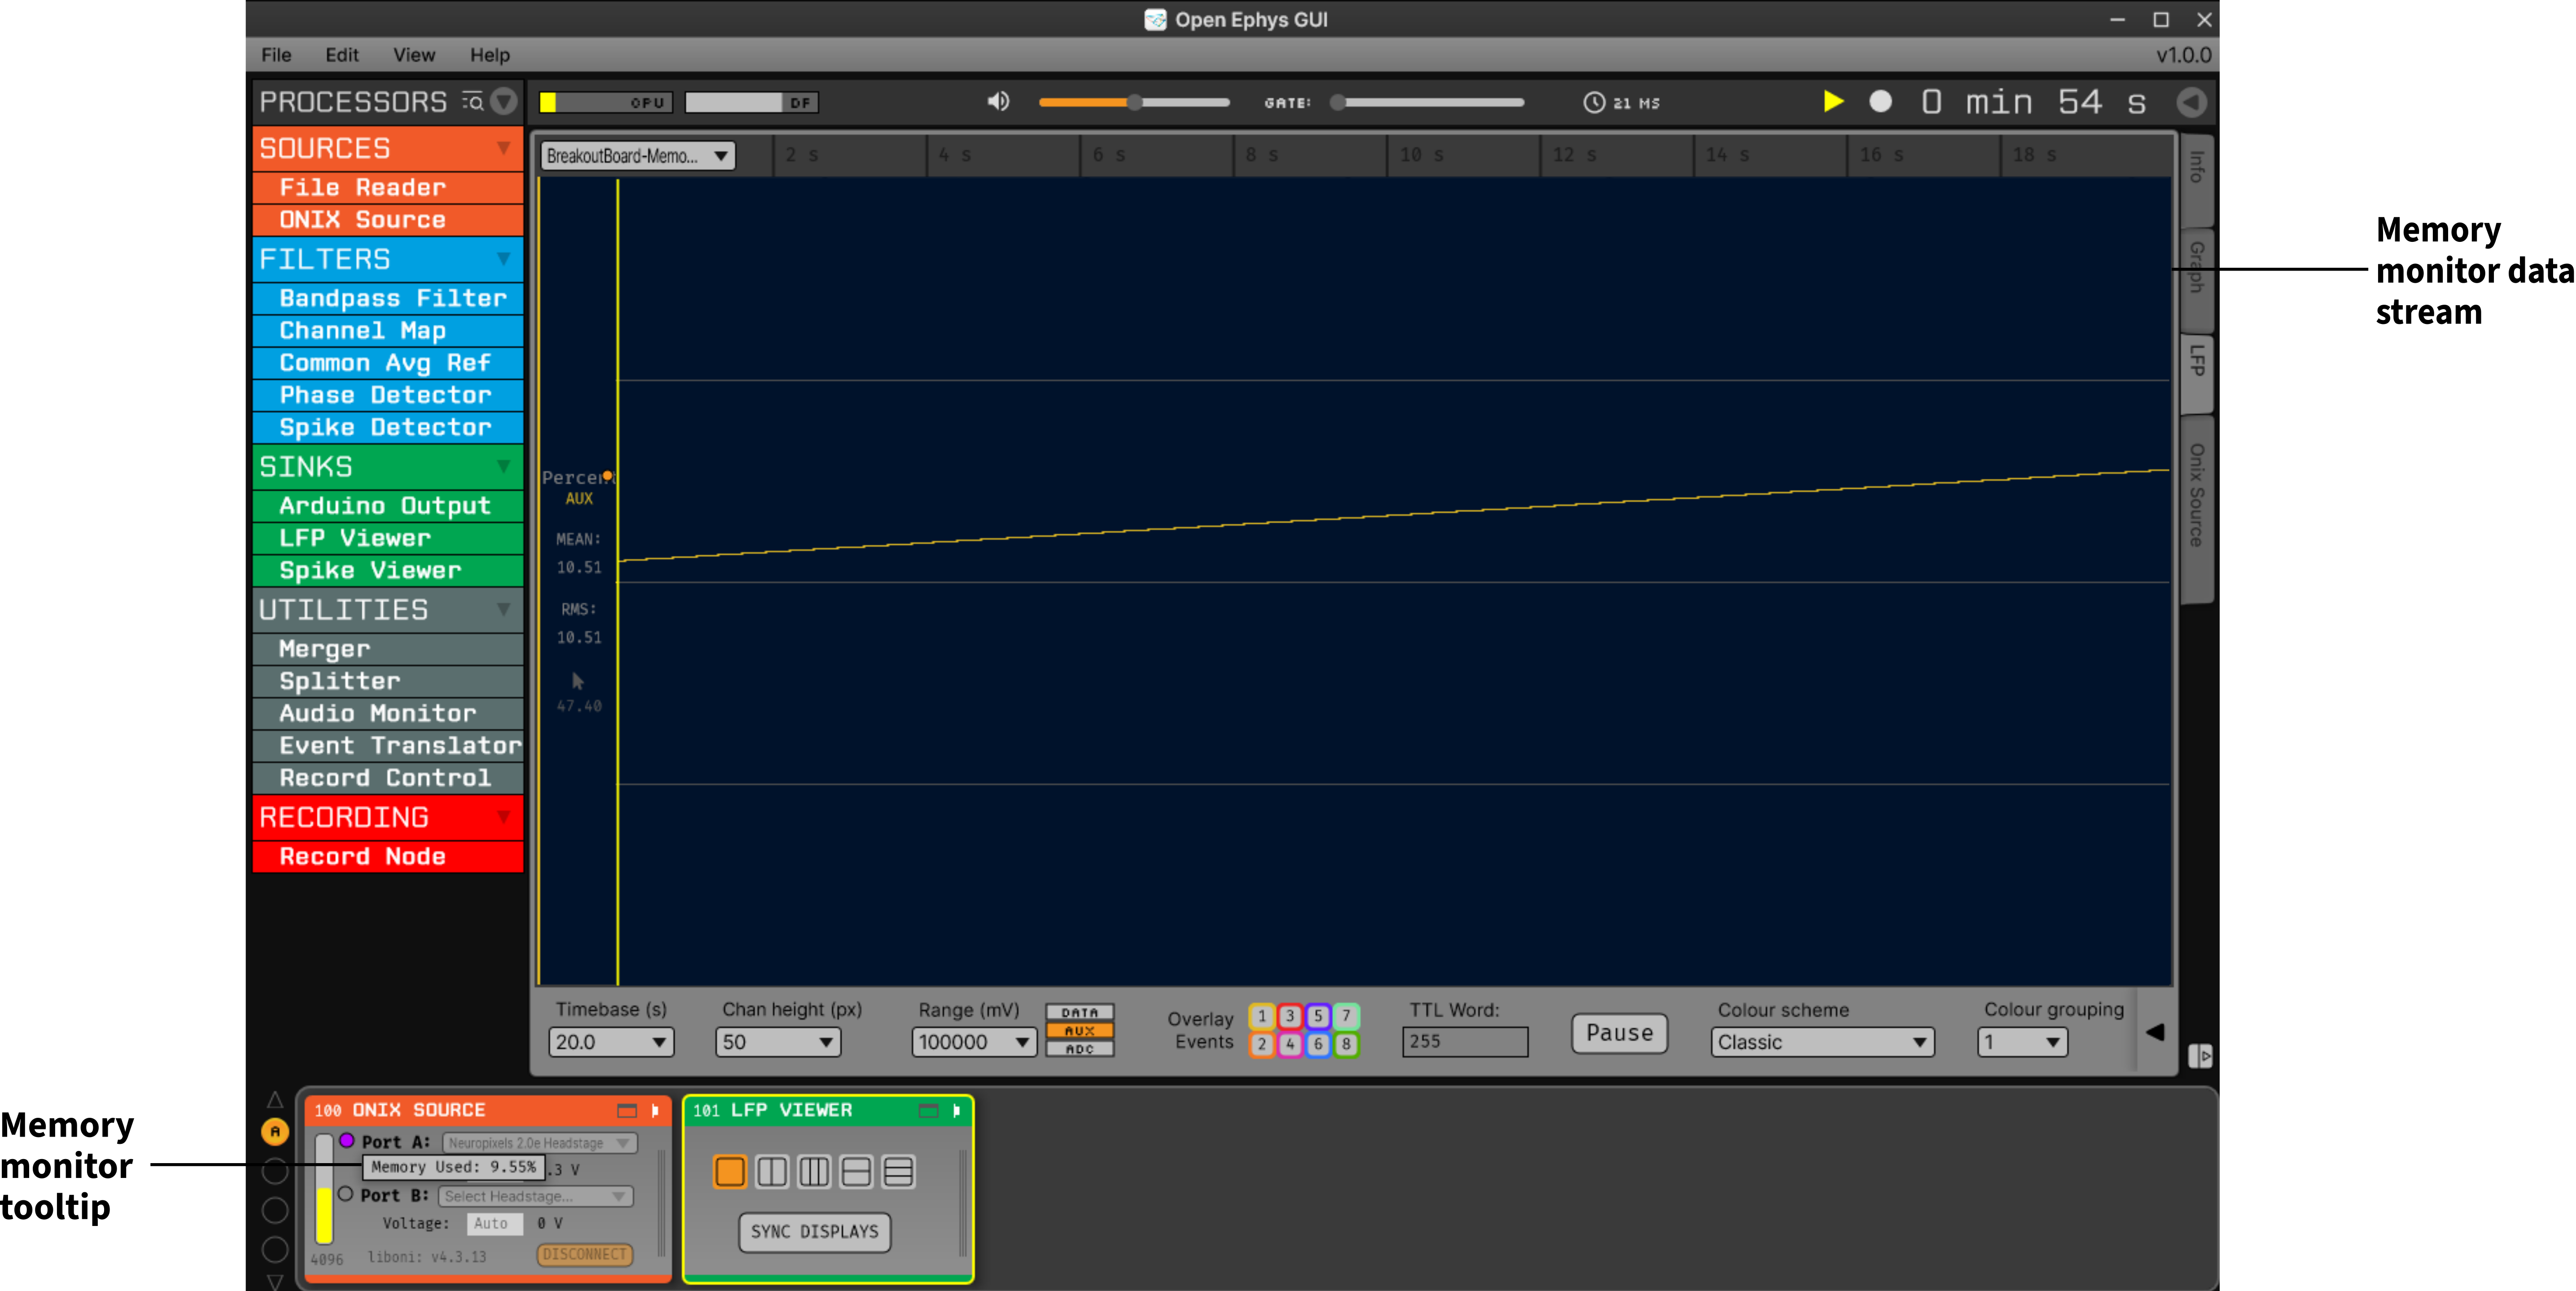 Open Ephys GUI
File Edit View Help v1.0.0
PROCESSORS
CPU DF GATE: 21 MS 0 min 54 s
SOURCES
File Reader
ONIX Source
FILTERS
Bandpass Filter
Channel Map
Common Avg Ref
Phase Detector
Spike Detector
SINKS
Arduino Output
LFP Viewer
Spike Viewer
UTILITIES
Merger
Splitter
Audio Monitor
Event Translator
Record Control
RECORDING
Record Node
BreakoutBoard-Memo... 2 s 4 s 6 s 8 s 10 s 12 s 14 s 16 s 18 s
Percent
AUX
MEAN:
10.51
RMS:
10.51
47.40
Info
Graph
LFP
Onix Source
Memory
monitor data
stream
Timebase (s) Chan height (px) Range (mV) TTL Word: Colour scheme Colour grouping
20.0 50 100000 255 Pause Classic 1
DATA
AUX
ADC
Overlay
Events
1 3 5 7
2 4 6 8
Memory
monitor
tooltip
A
100 ONIX SOURCE
Port A: Neuropixels 2.0e Headstage
Memory Used: 9.55% .3 V
Port B: Select Headstage...
Voltage: Auto 0 V
4096 liboni: v4.3.13 DISCONNECT
101 LFP VIEWER
SYNC DISPLAYS